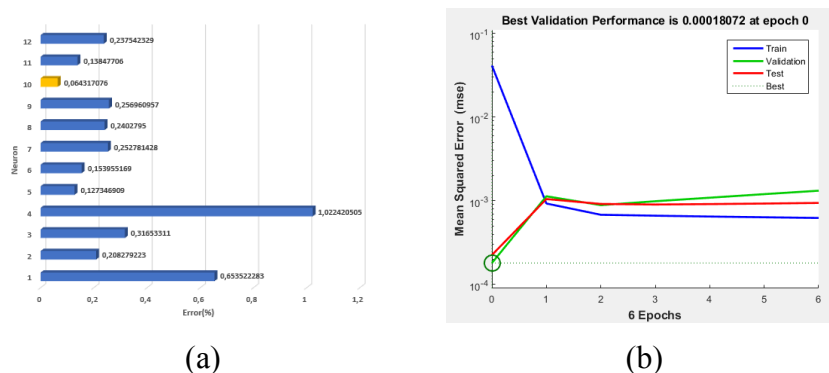 12 0,237542329
11 0,13847706
10 0,064317076
9 0,256960957
8 0,2402795
7 0,252781428
6 0,153955169
5 0,127346909
4 1,022420505
3 0,31653311
2 0,208279223
1 0,653522283
Neuron
0 0,2 0,4 0,6 0,8 1 1,2
Error(%)
(a)
Best Validation Performance is 0.00018072 at epoch 0
Train
Validation
Test
Best
Mean Squared Error (mse)
10-1
10-2
10-3
10-4
0 1 2 3 4 5 6
6 Epochs
(b)